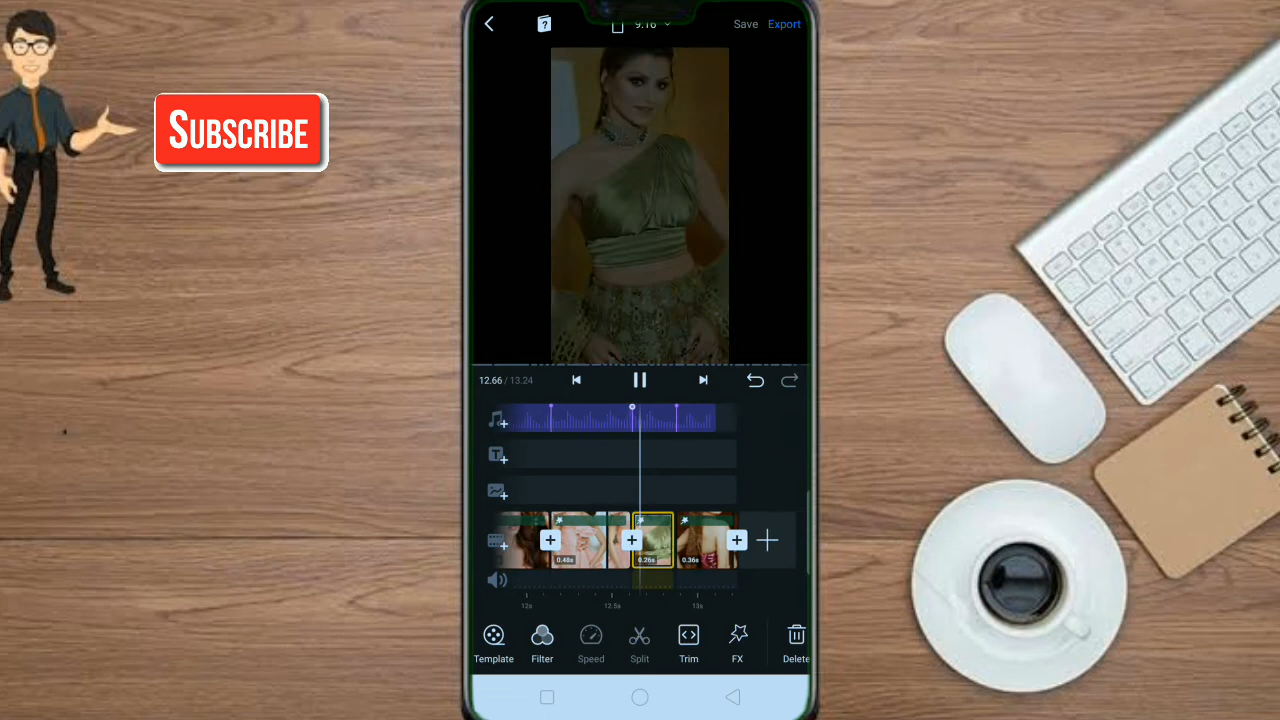 SUBSCRIBE
9:16
Save
Export
?
12.66 / 13.24
T
0.48s
0.26s
0.36s
12s
12.5s
13s
Template
Filter
Speed
Split
Trim
FX
Delete